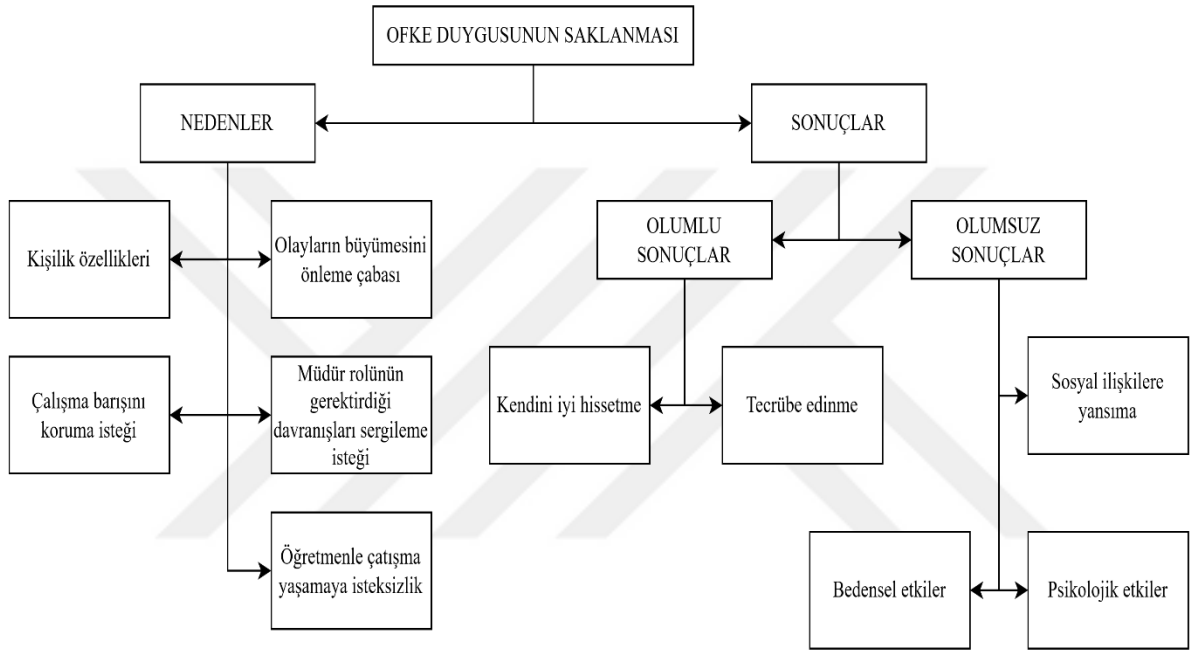 OFKE DUYGUSUNUN SAKLANMASI
NEDENLER
SONUÇLAR
Kişilik özellikleri
Olayların büyümesini
önleme çabası
OLUMLU
SONUÇLAR
OLUMSUZ
SONUÇLAR
Çalışma barışını
koruma isteği
Müdür rolünün
gerektirdiği
davranışları sergileme
isteği
Kendini iyi hissetme
Tecrübe edinme
Sosyal ilişkilere
yansıma
Öğretmenle çatışma
yaşamaya isteksizlik
Bedensel etkiler
Psikolojik etkiler